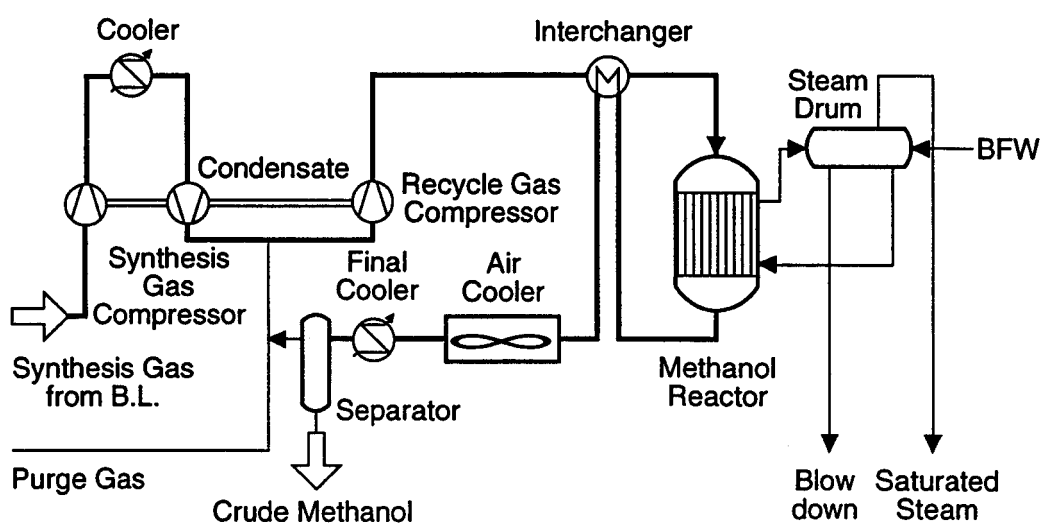 Cooler
Interchanger
Steam
Drum
BFW
Condensate
Recycle Gas
Compressor
Synthesis
Gas
Compressor
Final
Cooler
Air
Cooler
Synthesis Gas
from B.L.
Separator
Methanol
Reactor
Purge Gas
Crude Methanol
Blow
down
Saturated
Steam